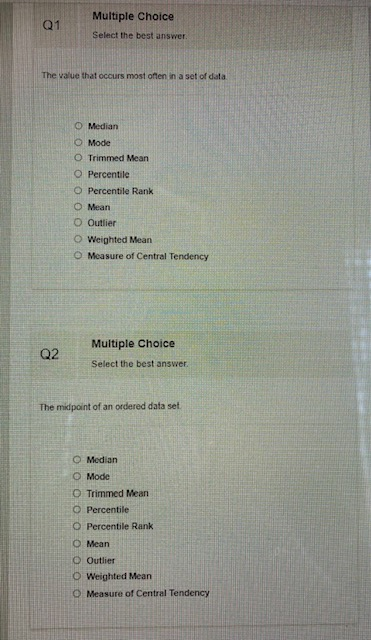 Q1
Multiple Choice
Select the best answer.
The value that occurs most often in a set of data.
Median
Mode
Trimmed Mean
Percentile
Percentile Rank
Mean
Outlier
Weighted Mean
Measure of Central Tendency
Q2
Multiple Choice
Select the best answer.
The midpoint of an ordered data set.
Median
Mode
Trimmed Mean
Percentile
Percentile Rank
Mean
Outlier
Weighted Mean
Measure of Central Tendency